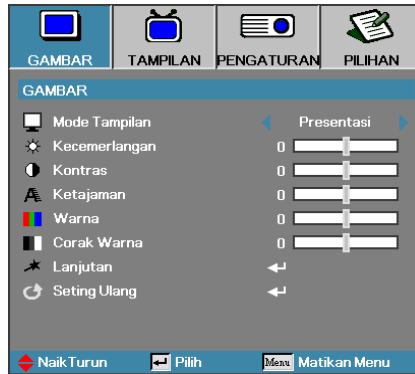 GAMBAR TAMPILAN PENGATURAN PILIHAN
GAMBAR
Mode Tampilan Presentasi
Kecemerlangan 0
Kontras 0
Ketajaman 0
Warna 0
Corak Warna 0
Lanjutan
Seting Ulang
NaikTurun Pilih Menu Matikan Menu